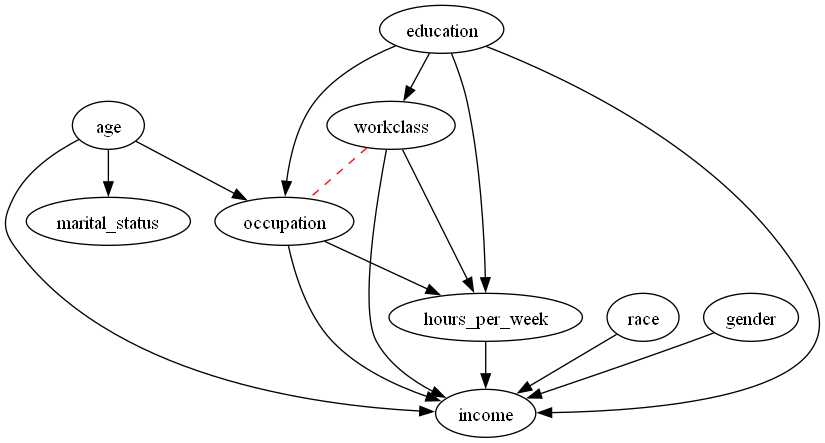 education
age
workclass
marital_status
occupation
hours_per_week
race
gender
income